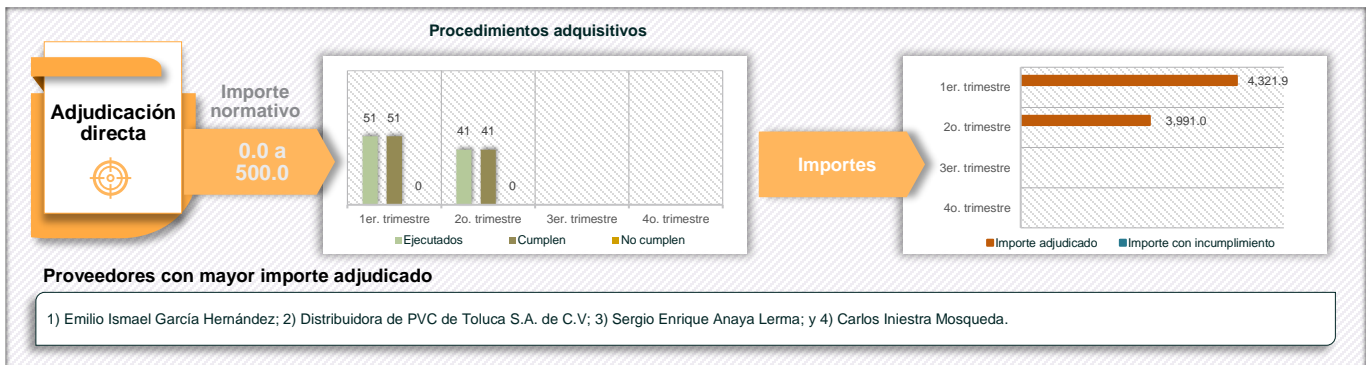 Adjudicación
directa
Importe
normativo
0.0 a
500.0
Procedimientos adquisitivos
51 51
0
41 41
0
1er. trimestre 2o. trimestre 3er. trimestre 4o. trimestre
Ejecutados Cumplen No cumplen
Importes
1er. trimestre 4,321.9
2o. trimestre 3,991.0
3er. trimestre
4o. trimestre
Importe adjudicado Importe con incumplimiento
Proveedores con mayor importe adjudicado
1) Emilio Ismael García Hernández; 2) Distribuidora de PVC de Toluca S.A. de C.V; 3) Sergio Enrique Anaya Lerma; y 4) Carlos Iniestra Mosqueda.